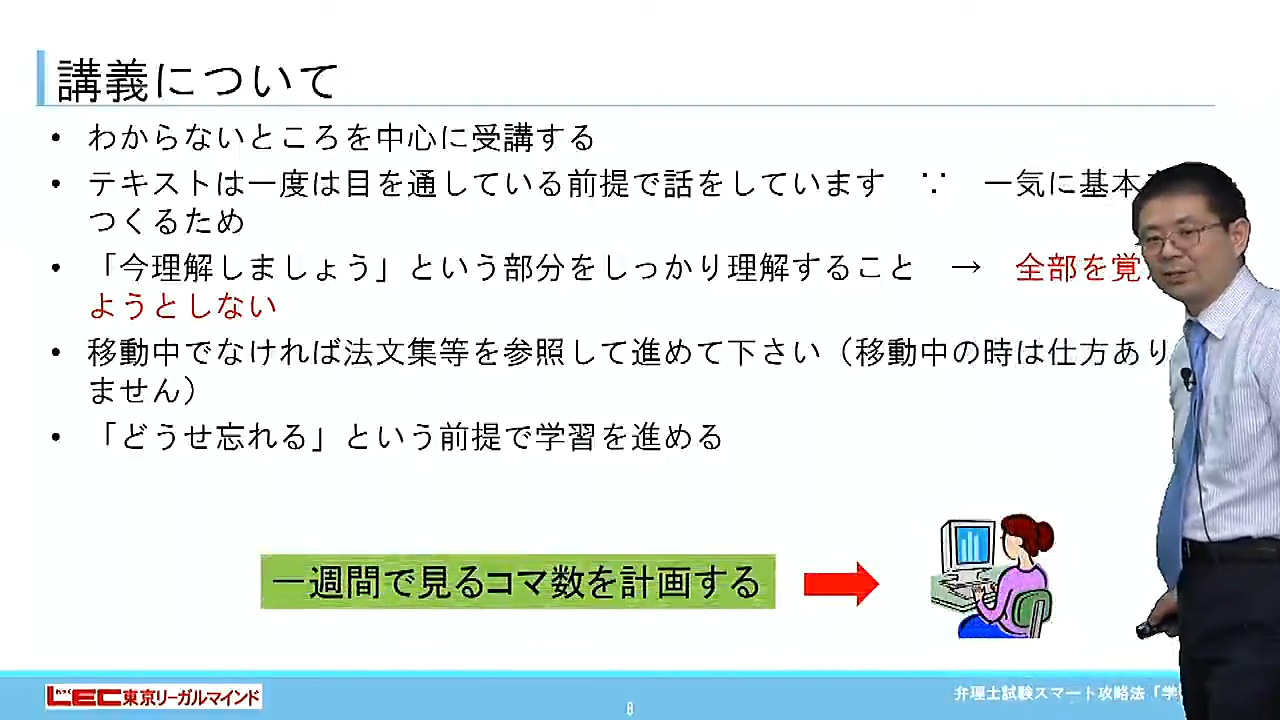 講義について
• わからないところを中心に受講する
• テキストは一度は目を通している前提で話をしています　∵　一気に基本
つくるため
• 「今理解しましょう」という部分をしっかり理解すること　→　全部を覚
ようとしない
• 移動中でなければ法文集等を参照して進めて下さい（移動中の時は仕方あり
ません）
• 「どうせ忘れる」という前提で学習を進める
一週間で見るコマ数を計画する
LEC東京リーガルマインド
8
弁理士試験スマート攻略法「学